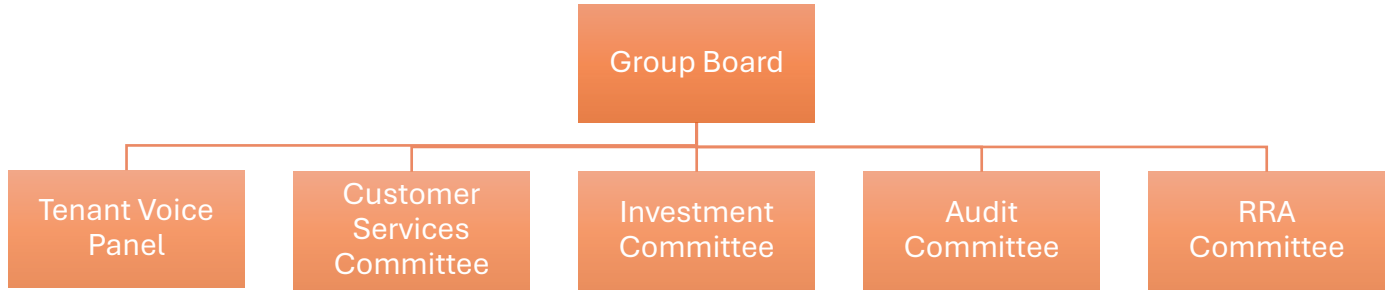 Group Board
Tenant Voice
Panel
Customer
Services
Committee
Investment
Committee
Audit
Committee
RRA
Committee